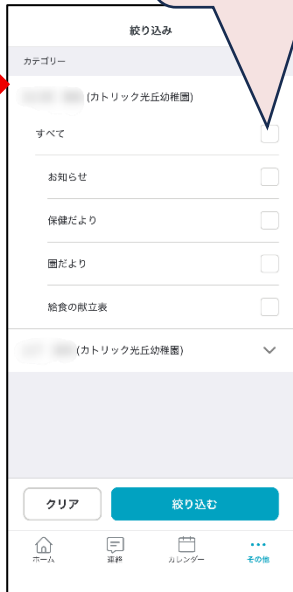 絞り込み
カテゴリー
(カトリック光丘幼稚園)
すべて
お知らせ
保健だより
園だより
給食の献立表
(カトリック光丘幼稚園)
クリア
絞り込む
ホーム
連絡
カレンダー
その他